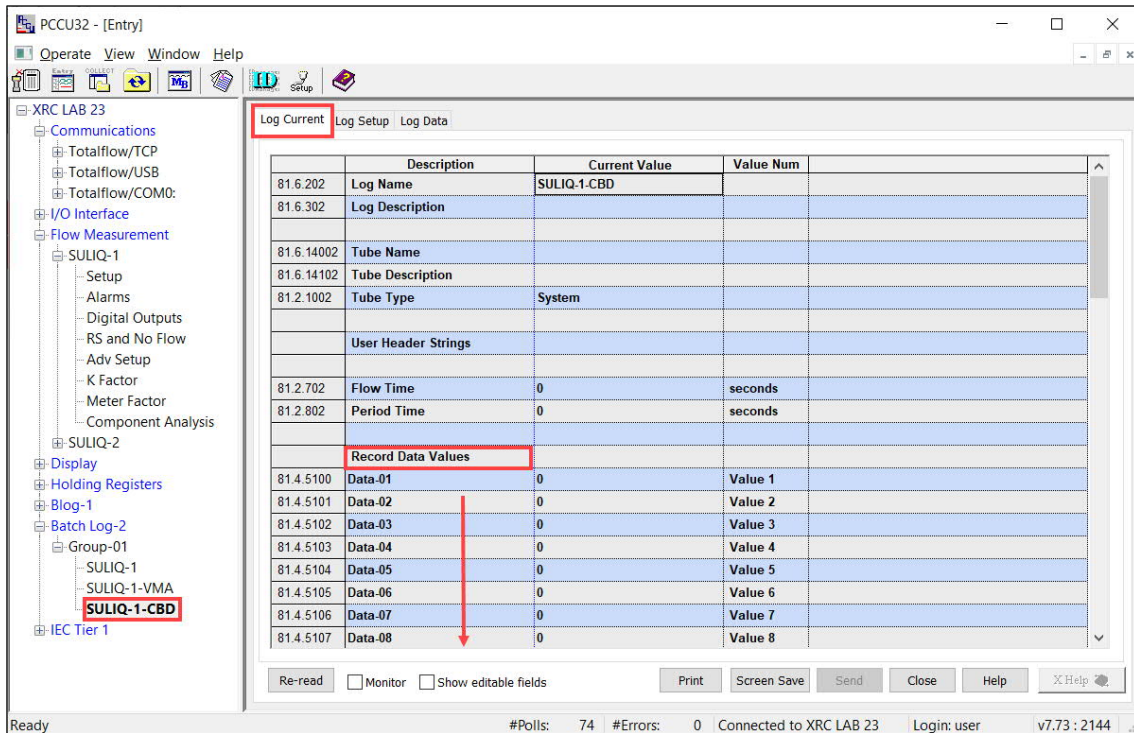 PCCU32 - [Entry]
Operate View Window Help
Entry COLLECT MB ID Setup
XRC LAB 23
Communications
Totalflow/TCP
Totalflow/USB
Totalflow/COM0:
I/O Interface
Flow Measurement
SULIQ-1
Setup
Alarms
Digital Outputs
RS and No Flow
Adv Setup
K Factor
Meter Factor
Component Analysis
SULIQ-2
Display
Holding Registers
Blog-1
Batch Log-2
Group-01
SULIQ-1
SULIQ-1-VMA
SULIQ-1-CBD
IEC Tier 1
Log Current Log Setup Log Data
Description Current Value Value Num
81.6.202 Log Name SULIQ-1-CBD
81.6.302 Log Description
81.6.14002 Tube Name
81.6.14102 Tube Description
81.2.1002 Tube Type System
User Header Strings
81.2.702 Flow Time 0 seconds
81.2.802 Period Time 0 seconds
Record Data Values
81.4.5100 Data-01 0 Value 1
81.4.5101 Data-02 0 Value 2
81.4.5102 Data-03 0 Value 3
81.4.5103 Data-04 0 Value 4
81.4.5104 Data-05 0 Value 5
81.4.5105 Data-06 0 Value 6
81.4.5106 Data-07 0 Value 7
81.4.5107 Data-08 0 Value 8
Re-read Monitor Show editable fields Print Screen Save Send Close Help X Help
Ready #Polls: 74 #Errors: 0 Connected to XRC LAB 23 Login: user v7.73 : 2144